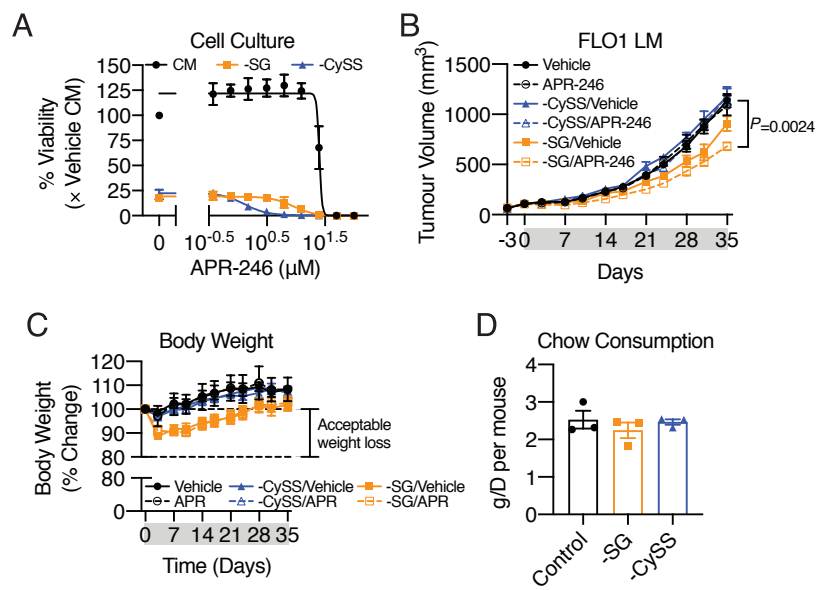 A
Cell Culture
CM
-SG
-CySS
% Viability
(× Vehicle CM)
150
125
100
75
50
25
0
0
10^-0.5
10^0.5
10^1.5
APR-246 (μM)
B
FLO1 LM
Tumour Volume (mm³)
1500
1000
500
0
Vehicle
APR-246
-CySS/Vehicle
-CySS/APR-246
-SG/Vehicle
-SG/APR-246
P=0.0024
-3 0 7 14 21 28 35
Days
C
Body Weight
Body Weight
(% Change)
120
110
100
90
80
80
0
Acceptable
weight loss
Vehicle -CySS/Vehicle -SG/Vehicle
APR -CySS/APR -SG/APR
0 7 14 21 28 35
Time (Days)
D
Chow Consumption
g/D per mouse
4
3
2
1
0
Control
-SG
-CySS